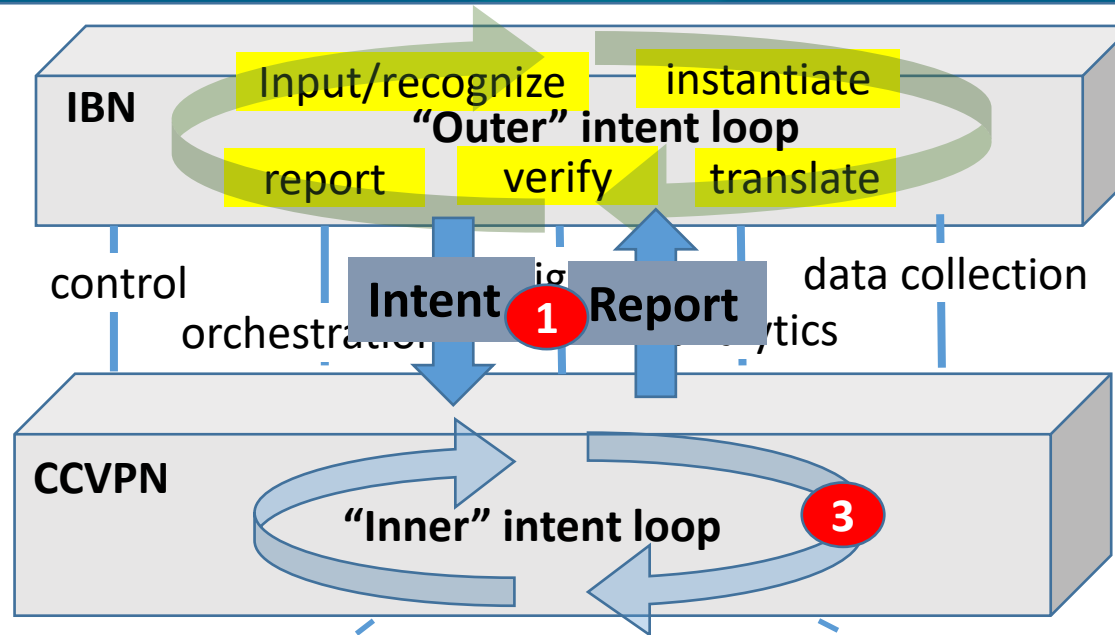 Input/recognize instantiate
IBN
“Outer” intent loop
report verify translate
control data collection
Intent 1 Report
CCVPN
“Inner” intent loop 3